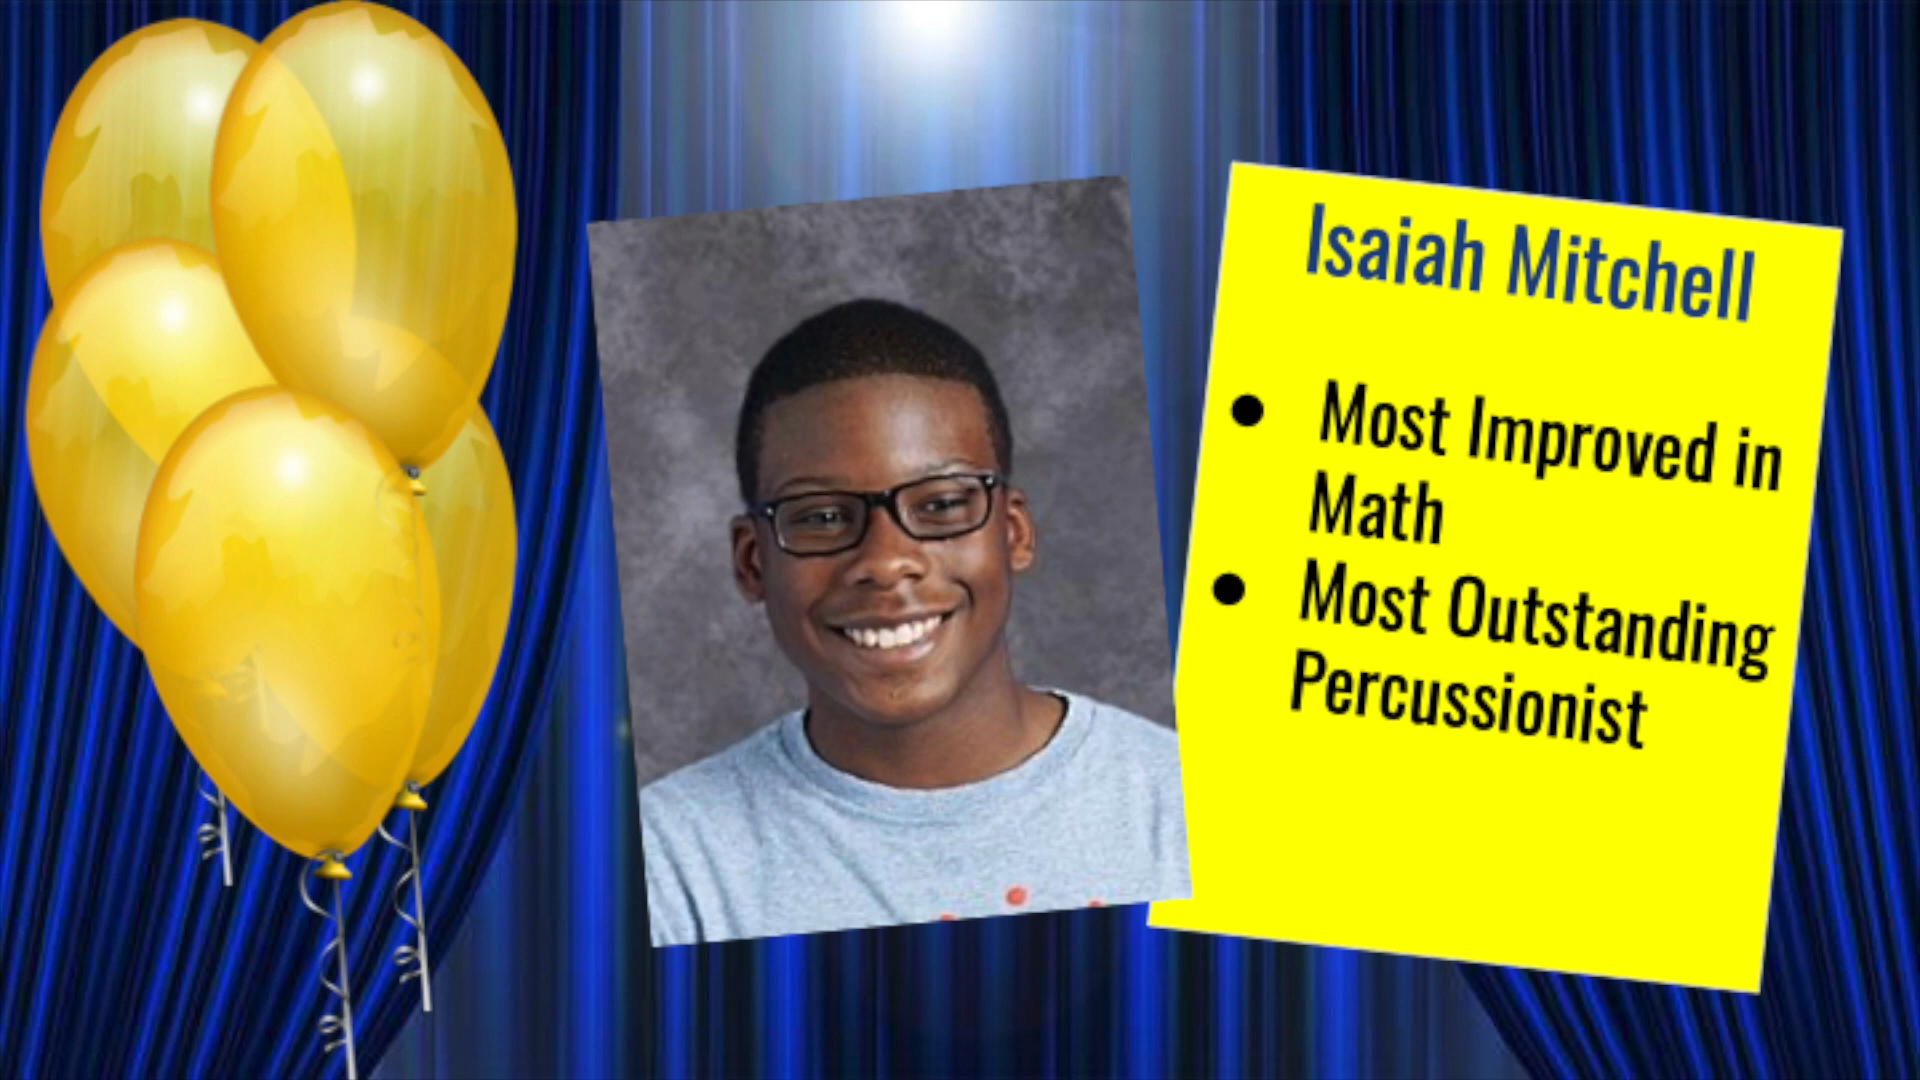 Isaiah Mitchell
● Most Improved in
Math
● Most Outstanding
Percussionist